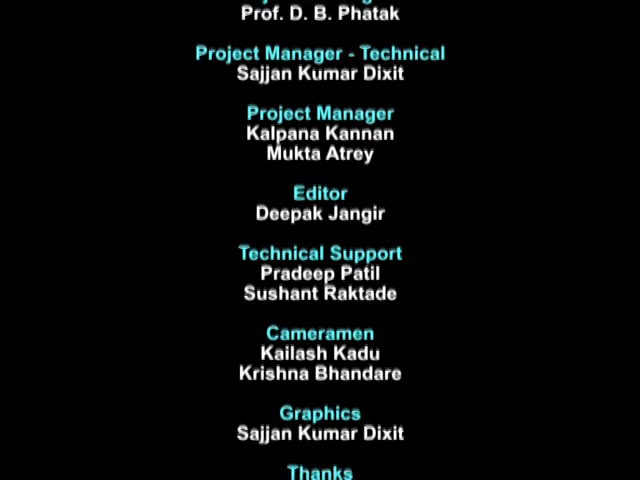 Prof. D. B. Phatak
Project Manager - Technical
Sajjan Kumar Dixit
Project Manager
Kalpana Kannan
Mukta Atrey
Editor
Deepak Jangir
Technical Support
Pradeep Patil
Sushant Raktade
Cameramen
Kailash Kadu
Krishna Bhandare
Graphics
Sajjan Kumar Dixit
Thanks